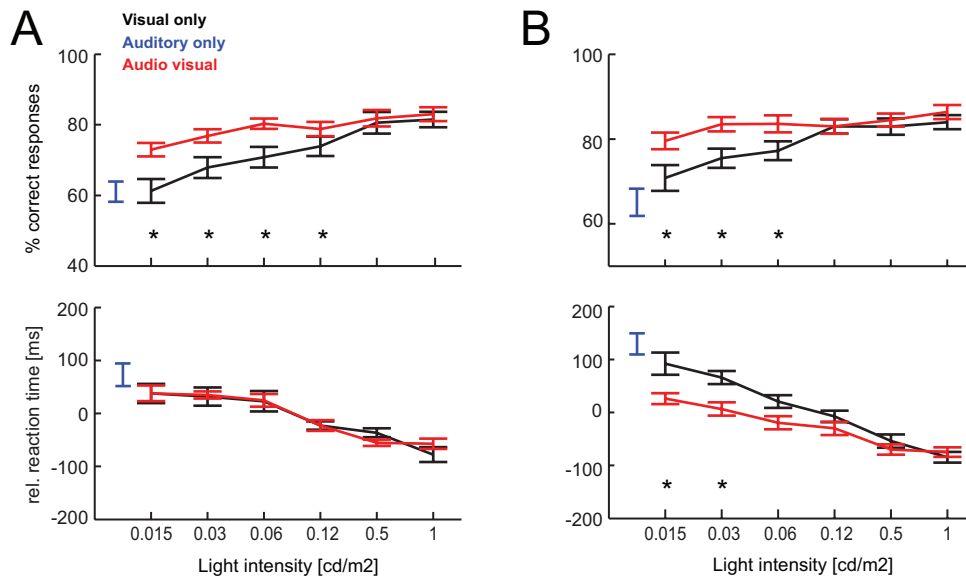 A
Visual only
Auditory only
Audio visual
B
% correct responses
100
80
60
40
* * * *
100
80
60
* * *
rel. reaction time [ms]
200
100
0
-100
-200
0.015 0.03 0.06 0.12 0.5 1
Light intensity [cd/m2]
200
100
0
-100
-200
* *
0.015 0.03 0.06 0.12 0.5 1
Light intensity [cd/m2]